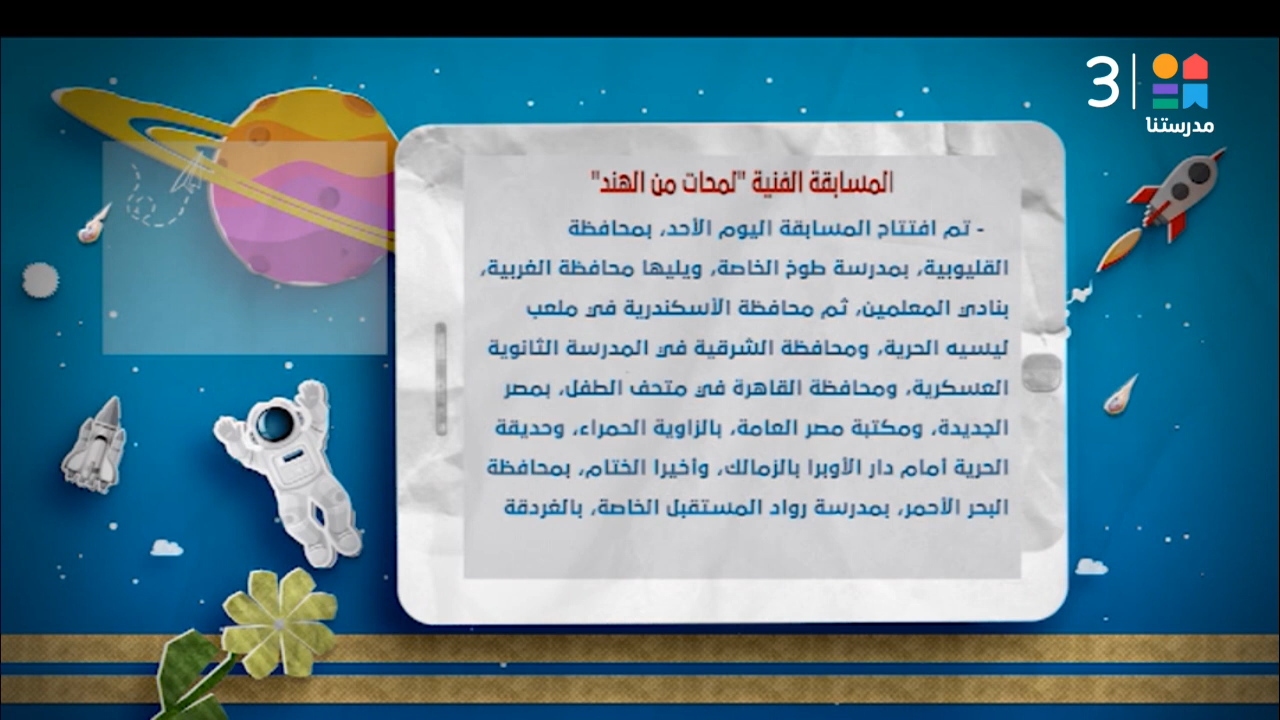 3
مدرستنا
المسابقة الفنية "لمحات من الهند"
- تم افتتاح المسابقة اليوم الأحد، بمحافظة
القليوبية، بمدرسة طوخ الخاصة، ويليها محافظة الغربية،
بنادي المعلمين، ثم محافظة الأسكندرية في ملعب
ليسيه الحرية، ومحافظة الشرقية في المدرسة الثانوية
العسكرية، ومحافظة القاهرة في متحف الطفل، بمصر
الجديدة، ومكتبة مصر العامة، بالزاوية الحمراء، وحديقة
الحرية أمام دار الأوبرا بالزمالك، وأخيرا الختام، بمحافظة
البحر الأحمر، بمدرسة رواد المستقبل الخاصة، بالغردقة